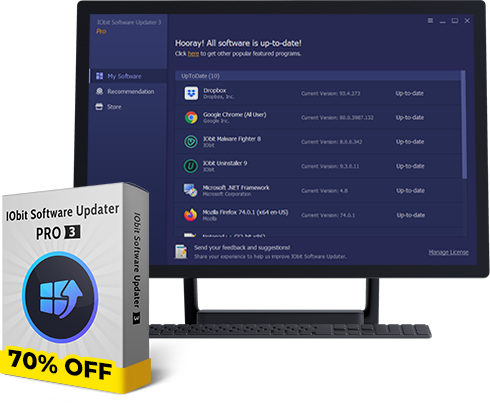 IObit Software Updater 3
Pro
Hooray! All software is up-to-date!
Click here to get other popular featured programs.
My Software
Recommendation
Store
UpToDate (10)
Dropbox
Dropbox, Inc.
Current Version: 93.4.273
Up-to-date
Google Chrome (All User)
Google Inc.
Current Version: 80.0.3987.132
Up-to-date
IObit Malware Fighter 8
IObit
Current Version: 8.0.0.342
Up-to-date
IObit Uninstaller 9
IObit
Current Version: 9.3.0.11
Up-to-date
Microsoft .NET Framework
Microsoft Corporation
Current Version: 4.8
Up-to-date
Mozilla Firefox 74.0.1 (x64 en-US)
Mozilla
Current Version: 74.0.1
Up-to-date
Send your feedback and suggestions!
Share your experience to help us improve IObit Software Updater.
Manage License
IObit Software Updater
PRO 3
IObit Software Updater 3
70% OFF